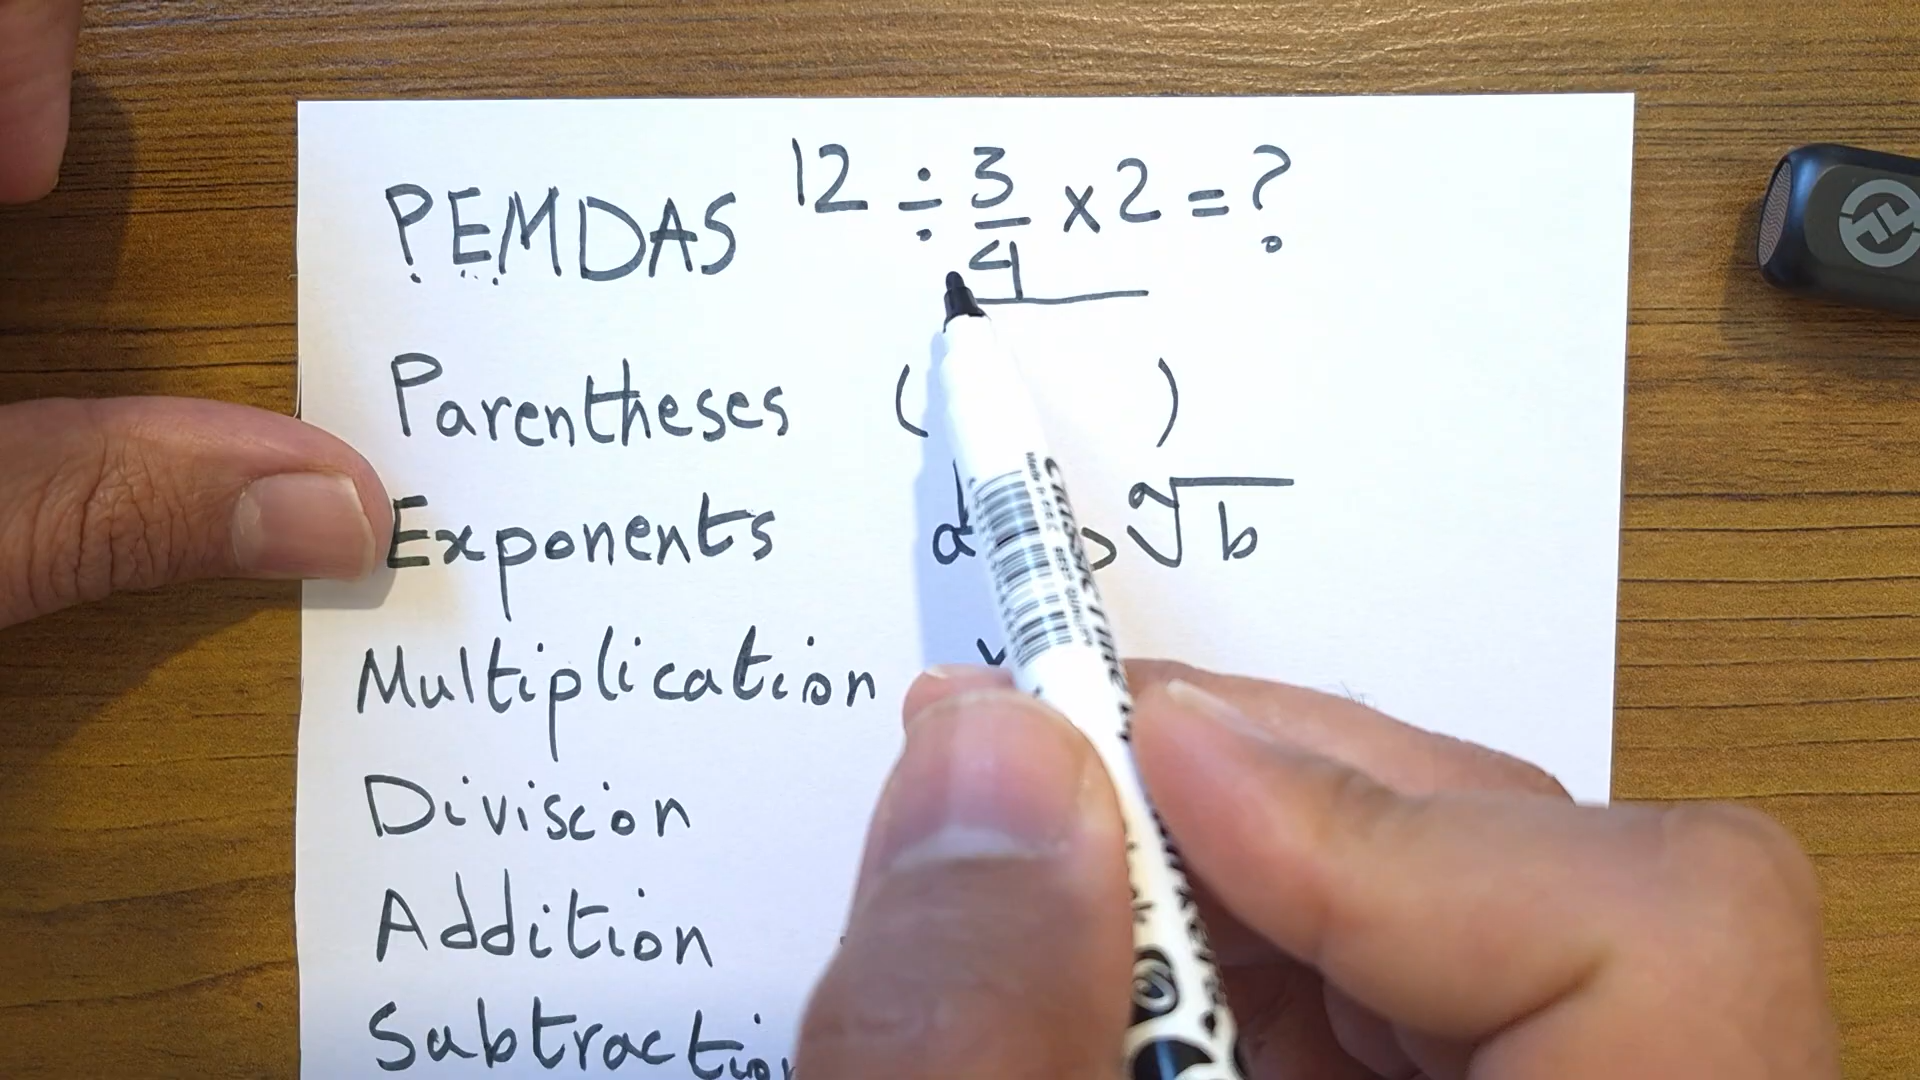 PEMDAS 12 ÷ 3/4 x 2 = ?
Parentheses ( )
Exponents a √b
Multiplication x
Division
Addition
Subtraction